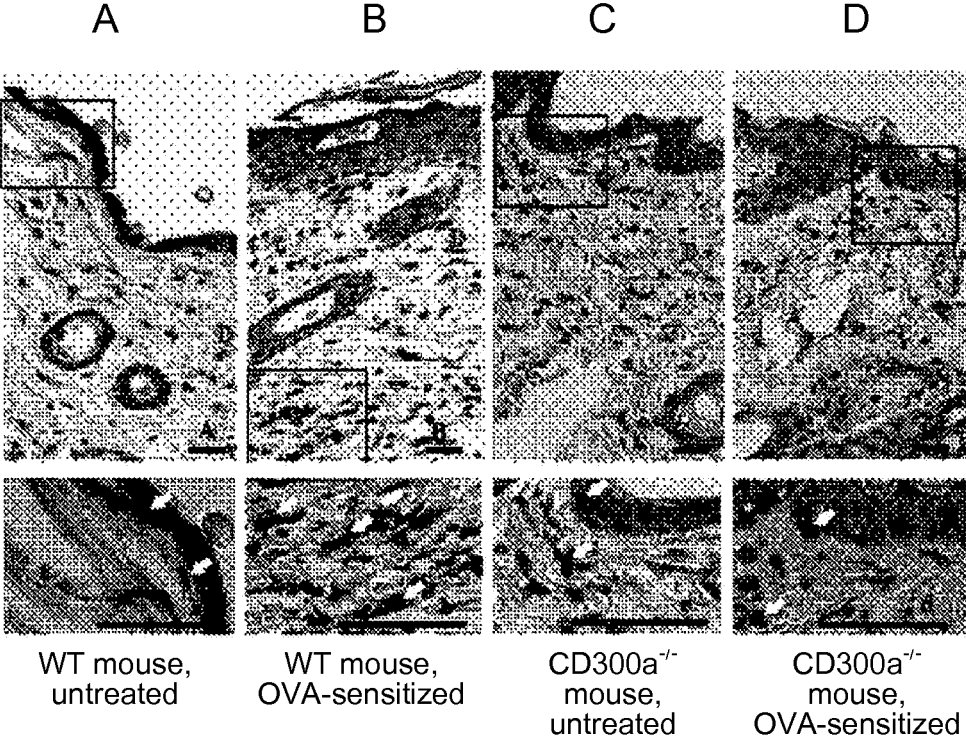 A B C D
A
B
WT mouse,
untreated
WT mouse,
OVA-sensitized
CD300a-/-
mouse,
untreated
CD300a-/-
mouse,
OVA-sensitized